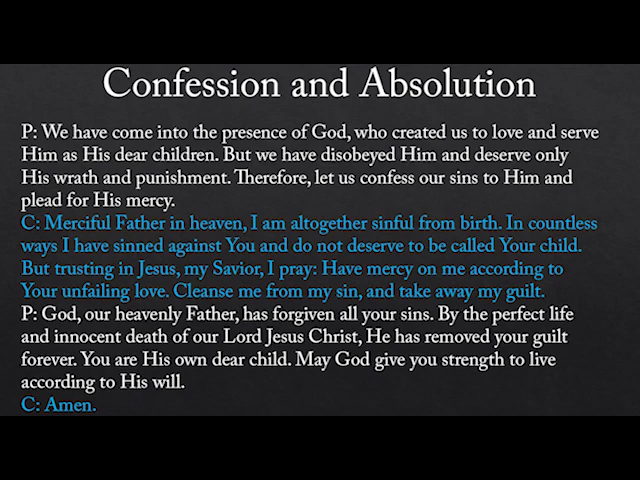 Confession and Absolution
P: We have come into the presence of God, who created us to love and serve
Him as His dear children. But we have disobeyed Him and deserve only
His wrath and punishment. Therefore, let us confess our sins to Him and
plead for His mercy.
C: Merciful Father in heaven, I am altogether sinful from birth. In countless
ways I have sinned against You and do not deserve to be called Your child.
But trusting in Jesus, my Savior, I pray: Have mercy on me according to
Your unfailing love. Cleanse me from my sin, and take away my guilt.
P: God, our heavenly Father, has forgiven all your sins. By the perfect life
and innocent death of our Lord Jesus Christ, He has removed your guilt
forever. You are His own dear child. May God give you strength to live
according to His will.
C: Amen.